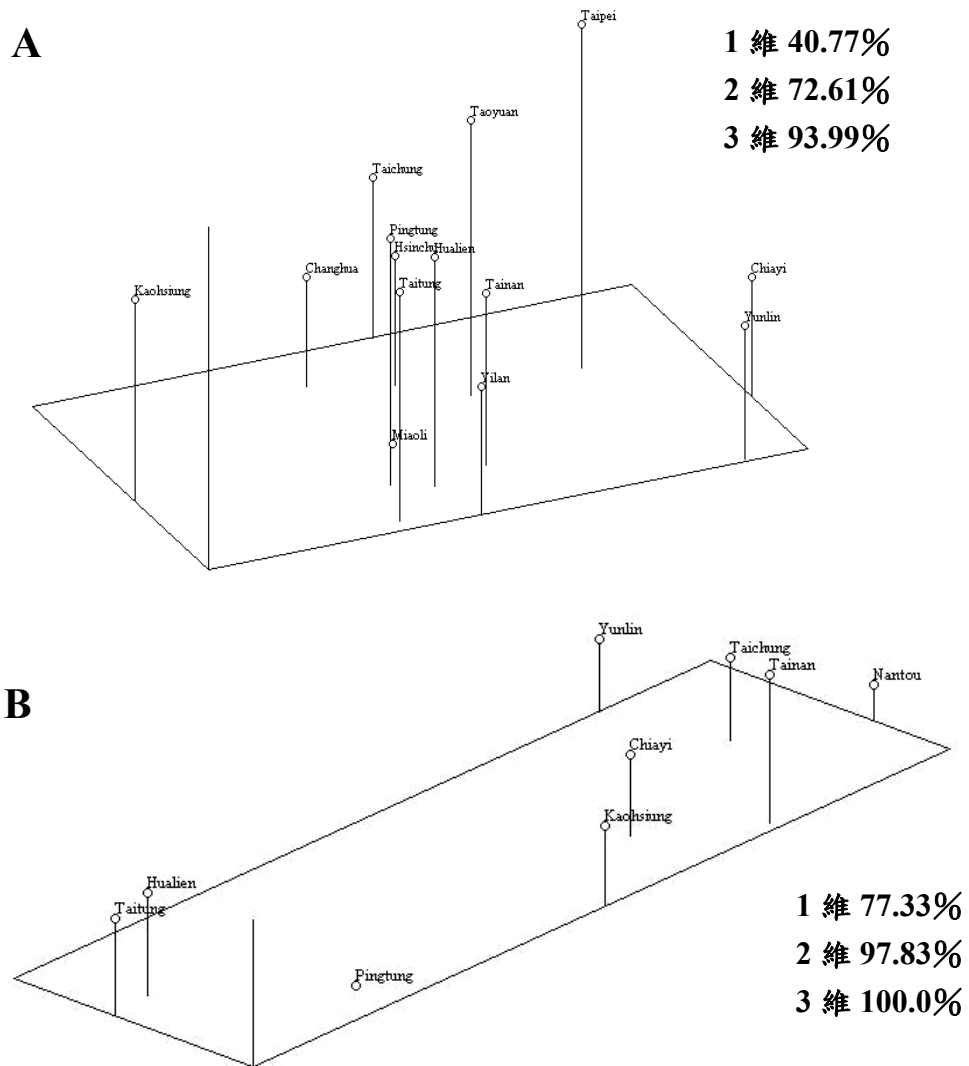 A
Taipei
1 維 40.77%
2 維 72.61%
3 維 93.99%
Taoyuan
Taichung
Pingtung
Hsinchu
Hualien
Changhua
Taitung
Tainan
Chiayi
Kaohsiung
Yunlin
Yilan
Miaoli
B
Yunlin
Taichung
Tainan
Nantou
Chiayi
Kaohsiung
Hualien
Taitung
Pingtung
1 維 77.33%
2 維 97.83%
3 維 100.0%